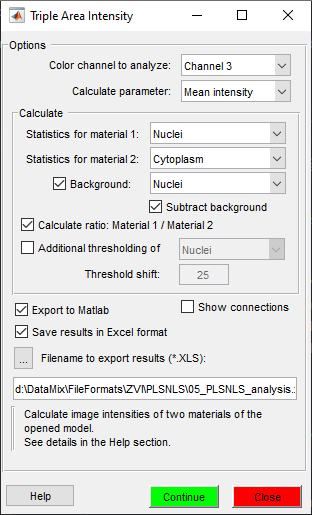 Triple Area Intensity
Options
Color channel to analyze: Channel 3
Calculate parameter: Mean intensity
Calculate
Statistics for material 1: Nuclei
Statistics for material 2: Cytoplasm
Background: Nuclei
Subtract background
Calculate ratio: Material 1 / Material 2
Additional thresholding of Nuclei
Threshold shift: 25
Export to Matlab Show connections
Save results in Excel format
... Filename to export results (*.XLS):
d:\DataMix\FileFormats\ZVI\PLSNLS\05_PLSNLS_analysis.
Calculate image intensities of two materials of the
opened model.
See details in the Help section.
Help Continue Close